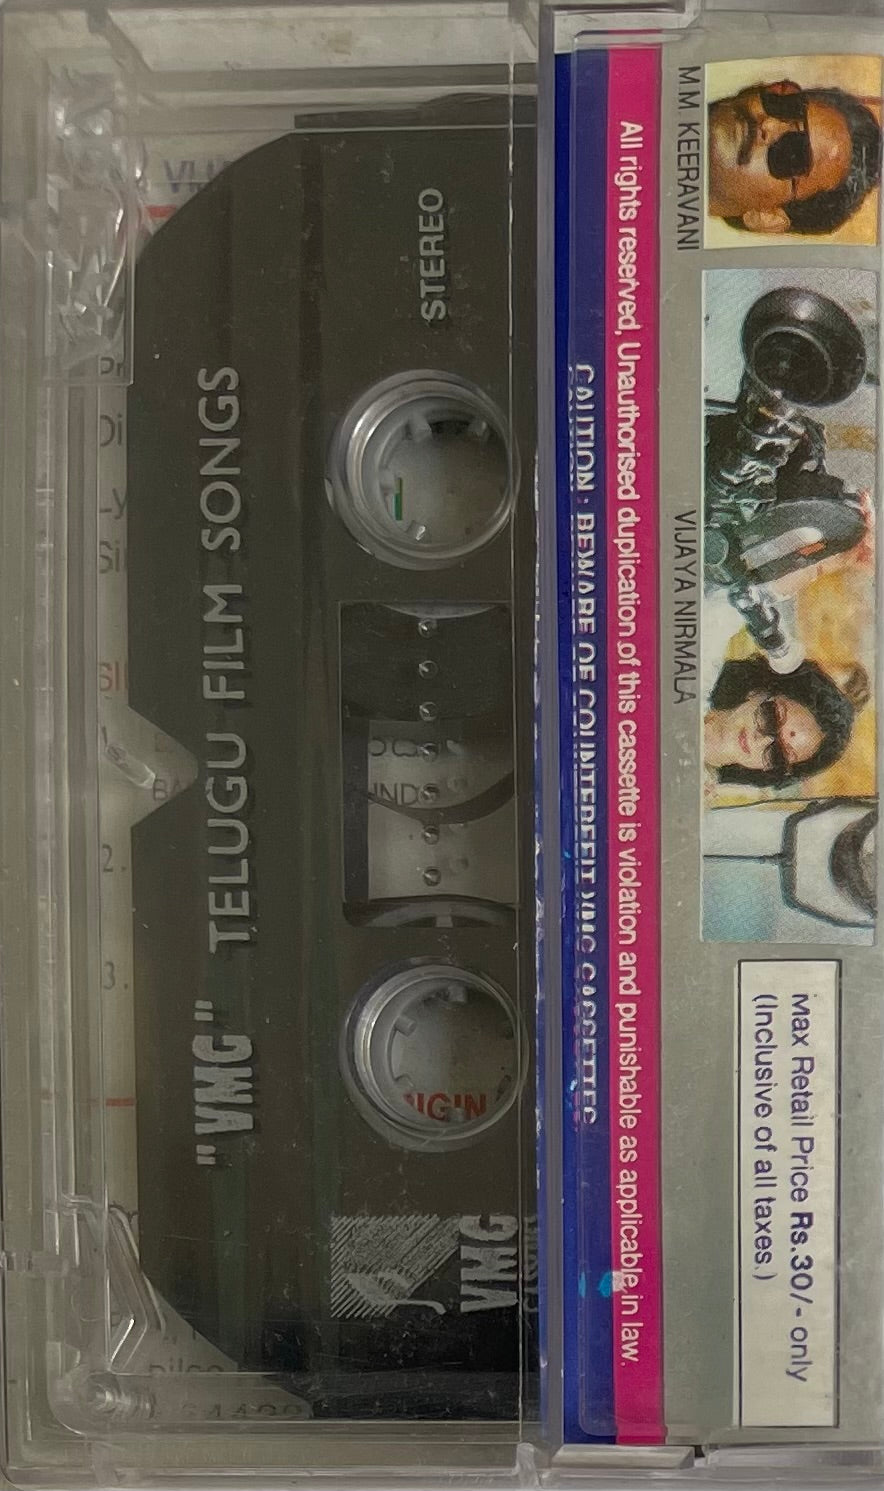 M.M. KEERAVANI
VIJAYA NIRMALA
Max Retail Price Rs.30/- only
(Inclusive of all taxes.)
All rights reserved, Unauthorised duplication of this cassette is violation and punishable as applicable in law.
CAUTION : BEWARE OF COUNTERFEIT VMG CASSETTES
STEREO
"VMG" TELUGU FILM SONGS
VMG
2.
3.